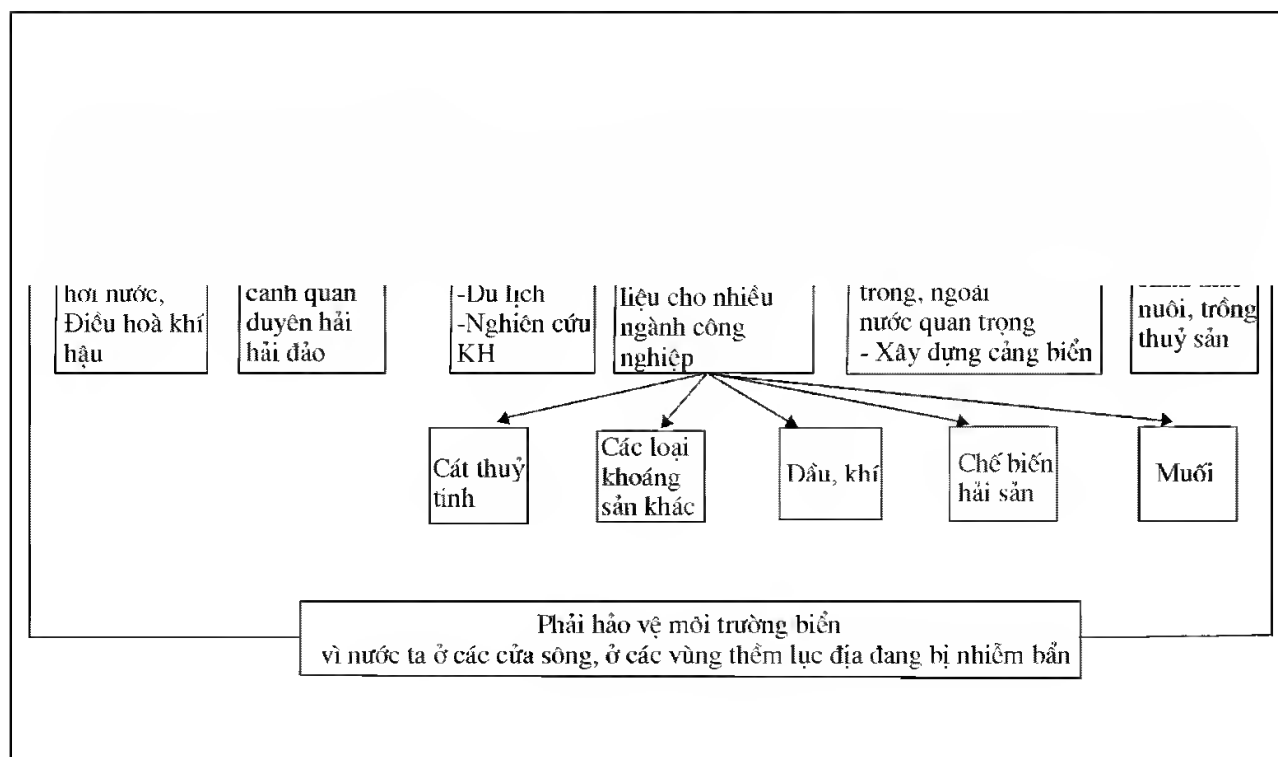 hơi nước,
Điều hoà khí
hậu
cảnh quan
duyên hải
hải đảo
-Du lịch
-Nghiên cứu
KH
liệu cho nhiều
ngành công
nghiệp
trong, ngoài
nước quan trọng
- Xây dựng cảng biển
nuôi, trồng
thuỷ sản
Cát thuỷ
tinh
Các loại
khoáng
sản khác
Dầu, khí
Chế biến
hải sản
Muối
Phải bảo vệ môi trường biển
vì nước ta ở các cửa sông, ở các vùng thềm lục địa đang bị nhiễm bẩn